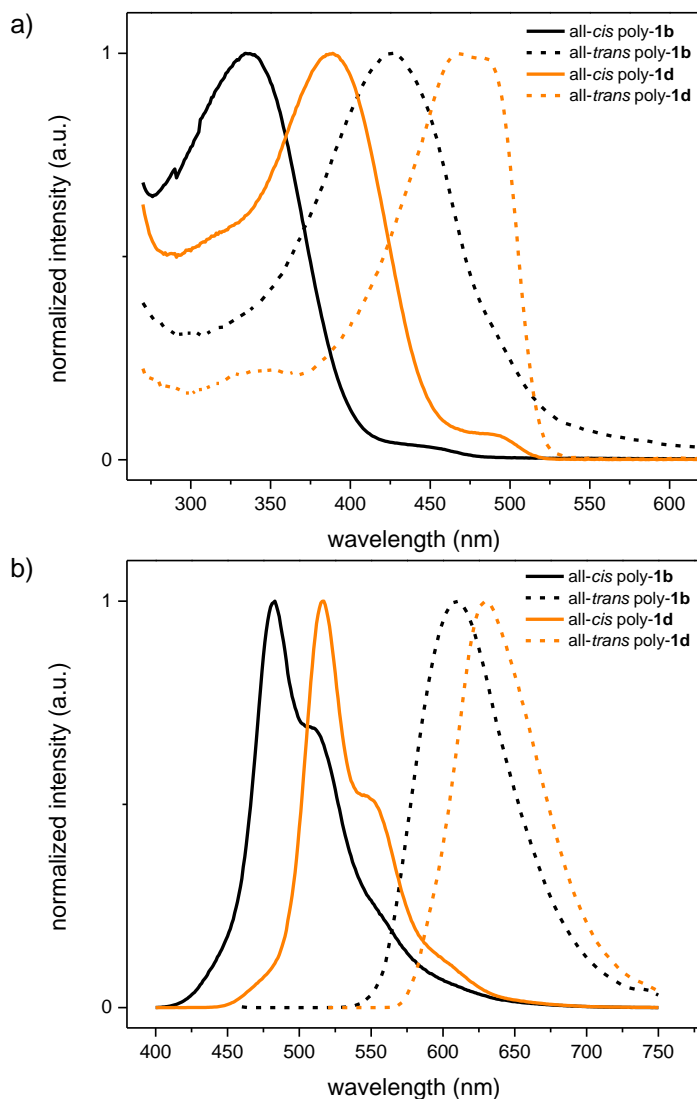 a)
normalized intensity (a.u.)
1
0
all-cis poly-1b
all-trans poly-1b
all-cis poly-1d
all-trans poly-1d
300 350 400 450 500 550 600
wavelength (nm)
b)
normalized intensity (a.u.)
1
0
all-cis poly-1b
all-trans poly-1b
all-cis poly-1d
all-trans poly-1d
400 450 500 550 600 650 700 750
wavelength (nm)